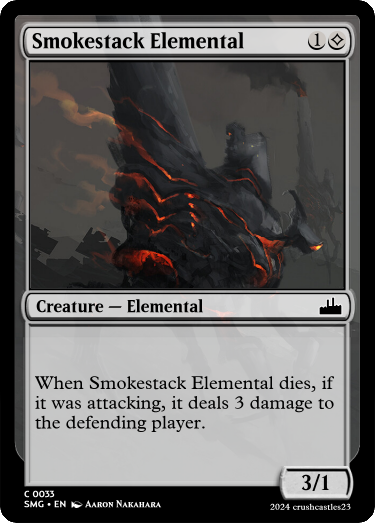 Smokestack Elemental 1
Creature — Elemental
When Smokestack Elemental dies, if
it was attacking, it deals 3 damage to
the defending player.
3/1
C 0033
SMG • EN Aaron Nakahara
2024 crushcastles23